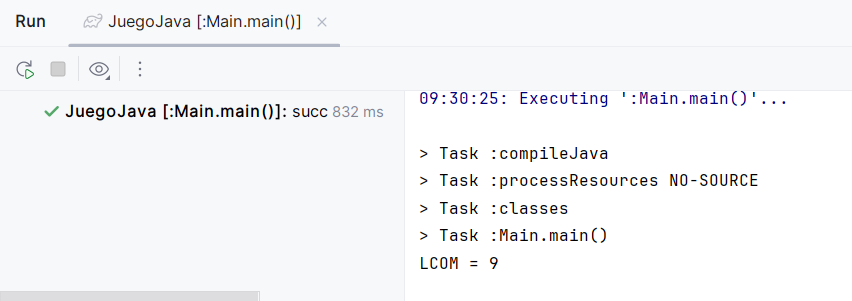 Run JuegoJava [:Main.main()]
JuegoJava [:Main.main()]: succ 832 ms
09:30:25: Executing ':Main.main()'...
> Task :compileJava
> Task :processResources NO-SOURCE
> Task :classes
> Task :Main.main()
LCOM = 9